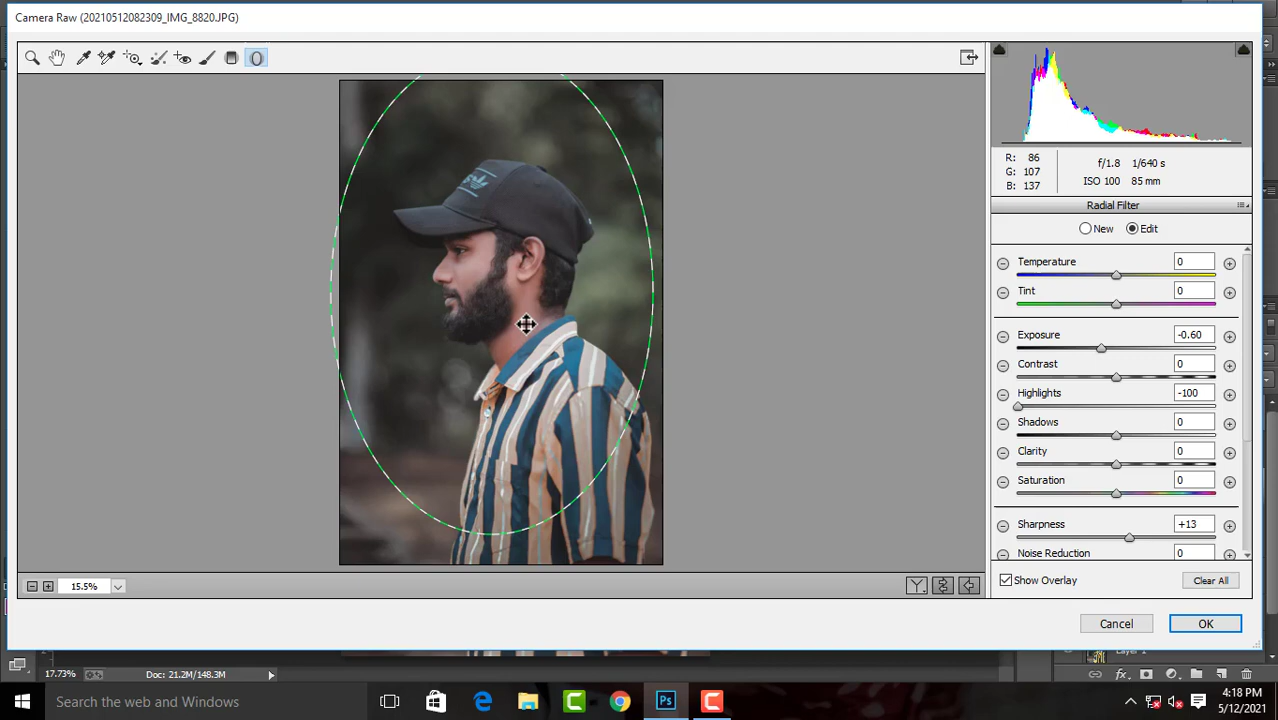 Camera Raw (20210512082309_IMG_8820.JPG)
R: 86
G: 107
B: 137
f/1.8 1/640 s
ISO 100 85 mm
Radial Filter
New Edit
Temperature 0
Tint 0
Exposure -0.60
Contrast 0
Highlights -100
Shadows 0
Clarity 0
Saturation 0
Sharpness +13
Noise Reduction 0
15.5%
Show Overlay Clear All
Cancel OK
17.73% Doc: 21.2M/148.3M
Search the web and Windows
4:18 PM
5/12/2021